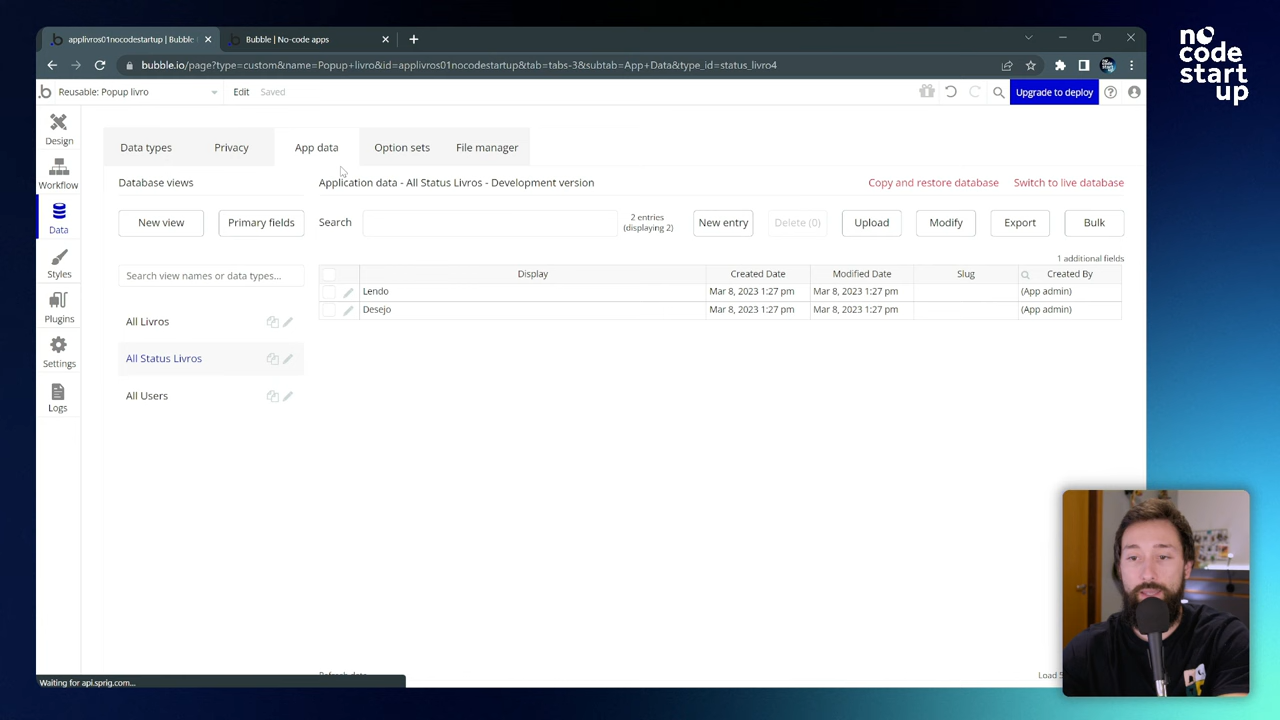 applivros01nocodestartup | Bubble
Bubble | No-code apps
no
code
start
up
bubble.io/page?type=custom&name=Popup+livro&id=applivros01nocodestartup&tab=tabs-3&subtab=App+Data&type_id=status_livro4
Reusable: Popup livro
Edit
Saved
Upgrade to deploy
Design
Workflow
Data
Styles
Plugins
Settings
Logs
Data types
Privacy
App data
Option sets
File manager
Database views
Application data - All Status Livros - Development version
Copy and restore database
Switch to live database
New view
Primary fields
Search
2 entries
(displaying 2)
New entry
Delete (0)
Upload
Modify
Export
Bulk
1 additional fields
Search view names or data types...
Display Created Date Modified Date Slug Created By
Lendo Mar 8, 2023 1:27 pm Mar 8, 2023 1:27 pm (App admin)
Desejo Mar 8, 2023 1:27 pm Mar 8, 2023 1:27 pm (App admin)
All Livros
All Status Livros
All Users
Waiting for api.sprig.com...